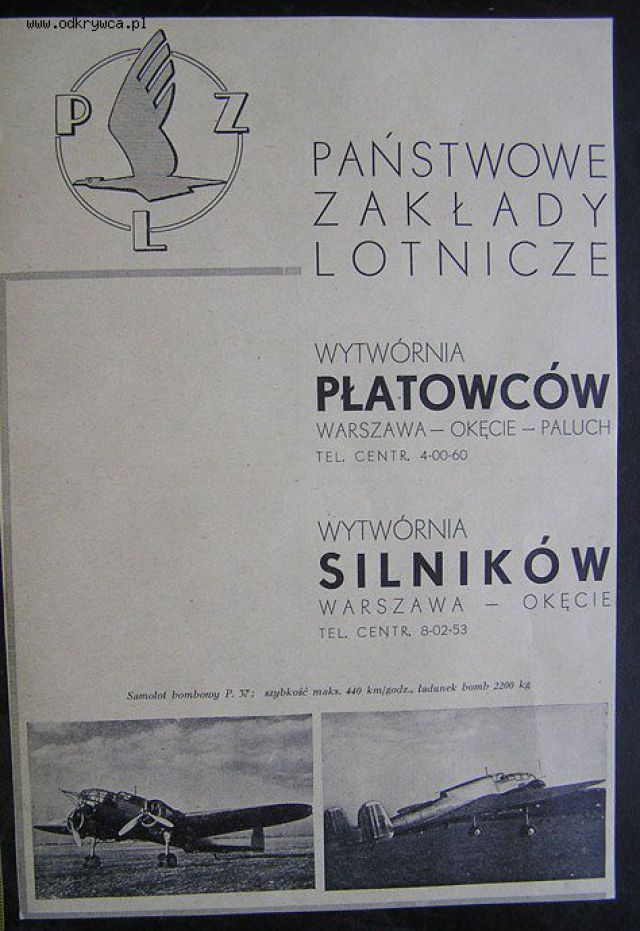 www.odkrywca.pl
P Z
L
PAŃSTWOWE
ZAKŁADY
LOTNICZE
WYTWÓRNIA
PŁATOWCÓW
WARSZAWA – OKĘCIE – PALUCH
TEL. CENTR. 4-00-60
WYTWÓRNIA
SILNIKÓW
WARSZAWA – OKĘCIE
TEL. CENTR. 8-02-53
Samolot bombowy P. 37; szybkość maks. 440 km/godz., ładunek bomb 2200 kg